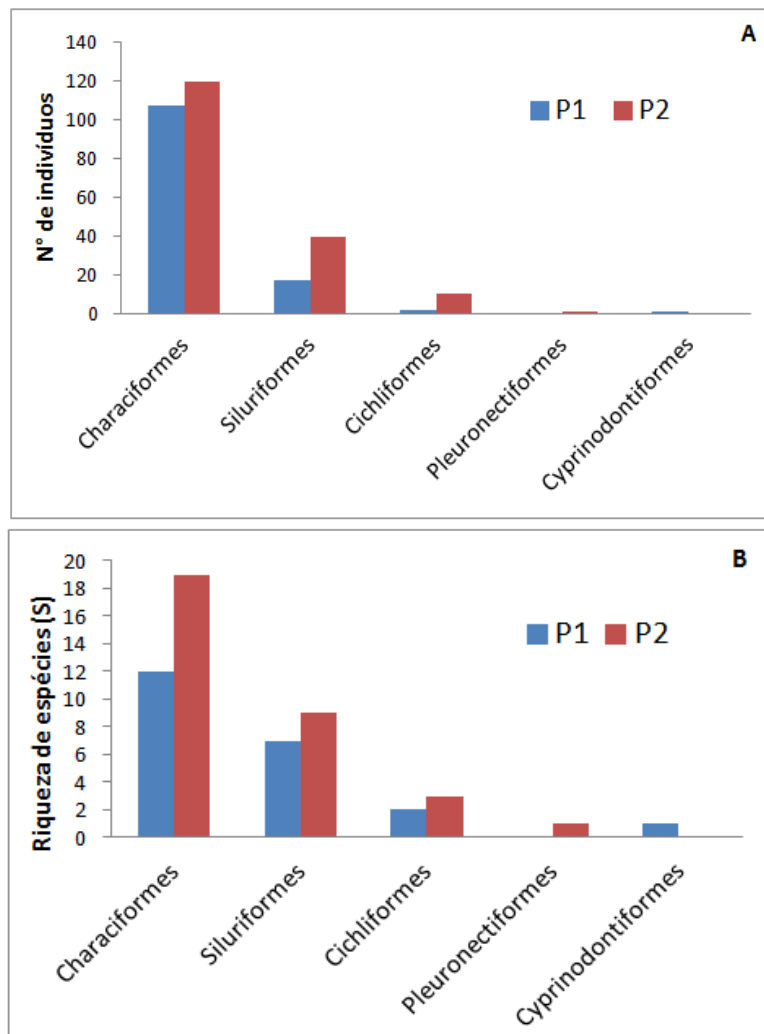 A
N° de indivíduos
140
120
100
80
60
40
20
0
P1 P2
Characiformes
Siluriformes
Cichliformes
Pleuronectiformes
Cyprinodontiformes
B
Riqueza de espécies (S)
20
18
16
14
12
10
8
6
4
2
0
P1 P2
Characiformes
Siluriformes
Cichliformes
Pleuronectiformes
Cyprinodontiformes